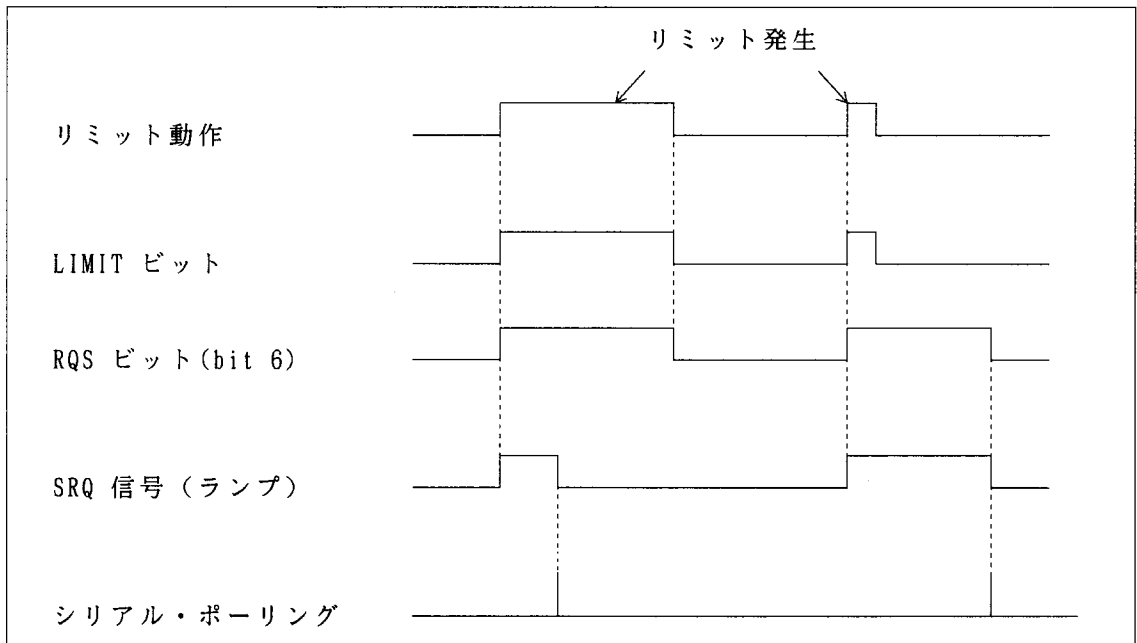 リミット発生
リミット動作
LIMIT ビット
RQS ビット(bit 6)
SRQ 信号（ランプ）
シリアル・ポーリング